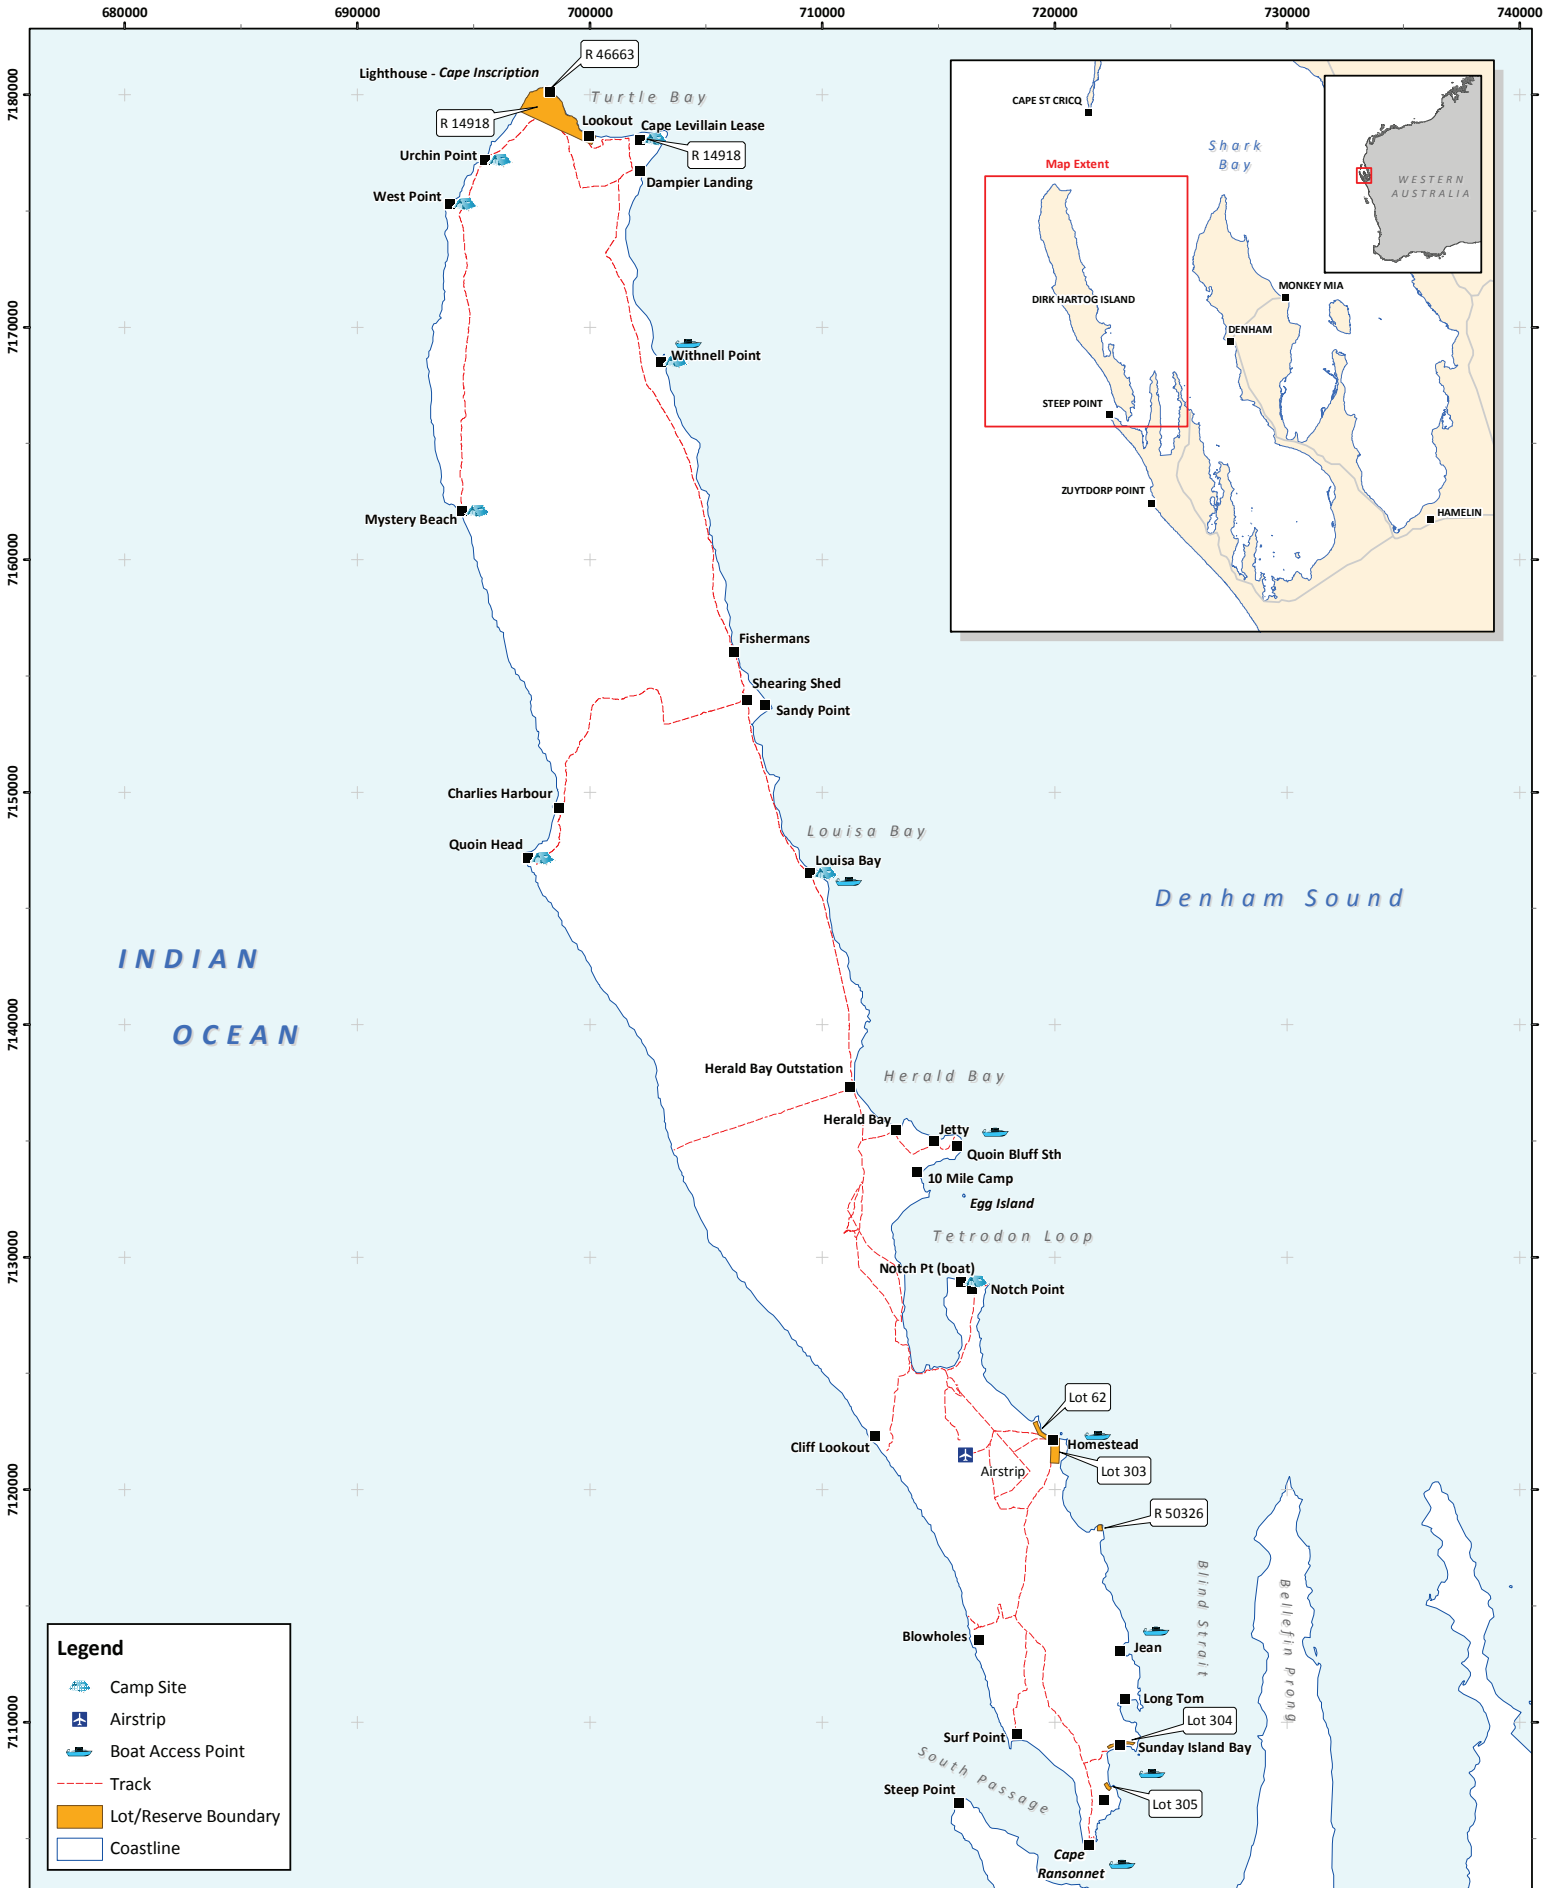 680000
690000
700000
710000
720000
730000
740000
7180000
7170000
7160000
7150000
7140000
7130000
7120000
7110000
R 46663
Lighthouse - Cape Inscription
Turtle Bay
R 14918
Lookout
Cape Levillain Lease
R 14918
Urchin Point
Dampier Landing
West Point
Withnell Point
Mystery Beach
Fishermans
Shearing Shed
Sandy Point
Charlies Harbour
Quoin Head
Louisa Bay
Louisa Bay
Denham Sound
INDIAN
OCEAN
Herald Bay Outstation
Herald Bay
Herald Bay
Jetty
Quoin Bluff Sth
10 Mile Camp
Egg Island
Tetrodon Loop
Notch Pt (boat)
Notch Point
Lot 62
Cliff Lookout
Homestead
Airstrip
Lot 303
R 50326
Blind Strait
Bellefin Prong
Blowholes
Jean
Long Tom
Lot 304
Surf Point
Sunday Island Bay
South Passage
Steep Point
Lot 305
Cape
Ransonnet
CAPE ST CRICQ
Shark
Bay
Map Extent
WESTERN
AUSTRALIA
MONKEY MIA
DIRK HARTOG ISLAND
DENHAM
STEEP POINT
ZUYTDORP POINT
HAMELIN
Legend
Camp Site
Airstrip
Boat Access Point
Track
Lot/Reserve Boundary
Coastline